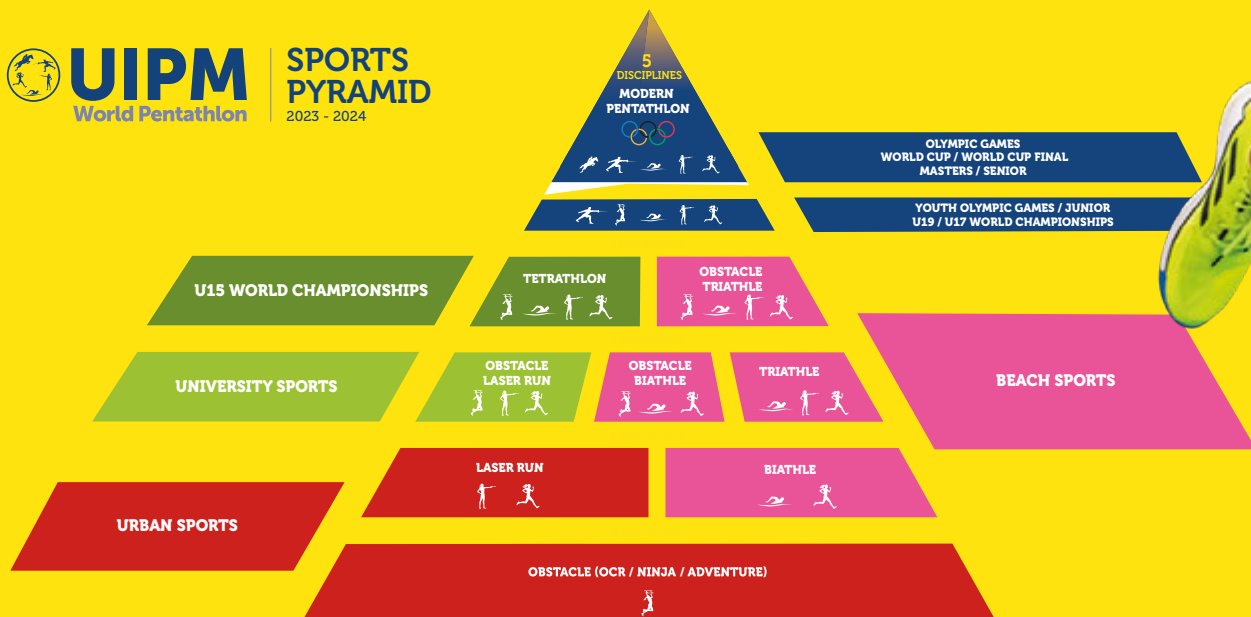 UIPM
World Pentathlon
SPORTS
PYRAMID
2023 - 2024
5
DISCIPLINES
MODERN
PENTATHLON
OLYMPIC GAMES
WORLD CUP / WORLD CUP FINAL
MASTERS / SENIOR
YOUTH OLYMPIC GAMES / JUNIOR
U19 / U17 WORLD CHAMPIONSHIPS
U15 WORLD CHAMPIONSHIPS
TETRATHLON
OBSTACLE
TRIATHLE
UNIVERSITY SPORTS
OBSTACLE
LASER RUN
OBSTACLE
BIATHLE
TRIATHLE
BEACH SPORTS
LASER RUN
BIATHLE
URBAN SPORTS
OBSTACLE (OCR / NINJA / ADVENTURE)